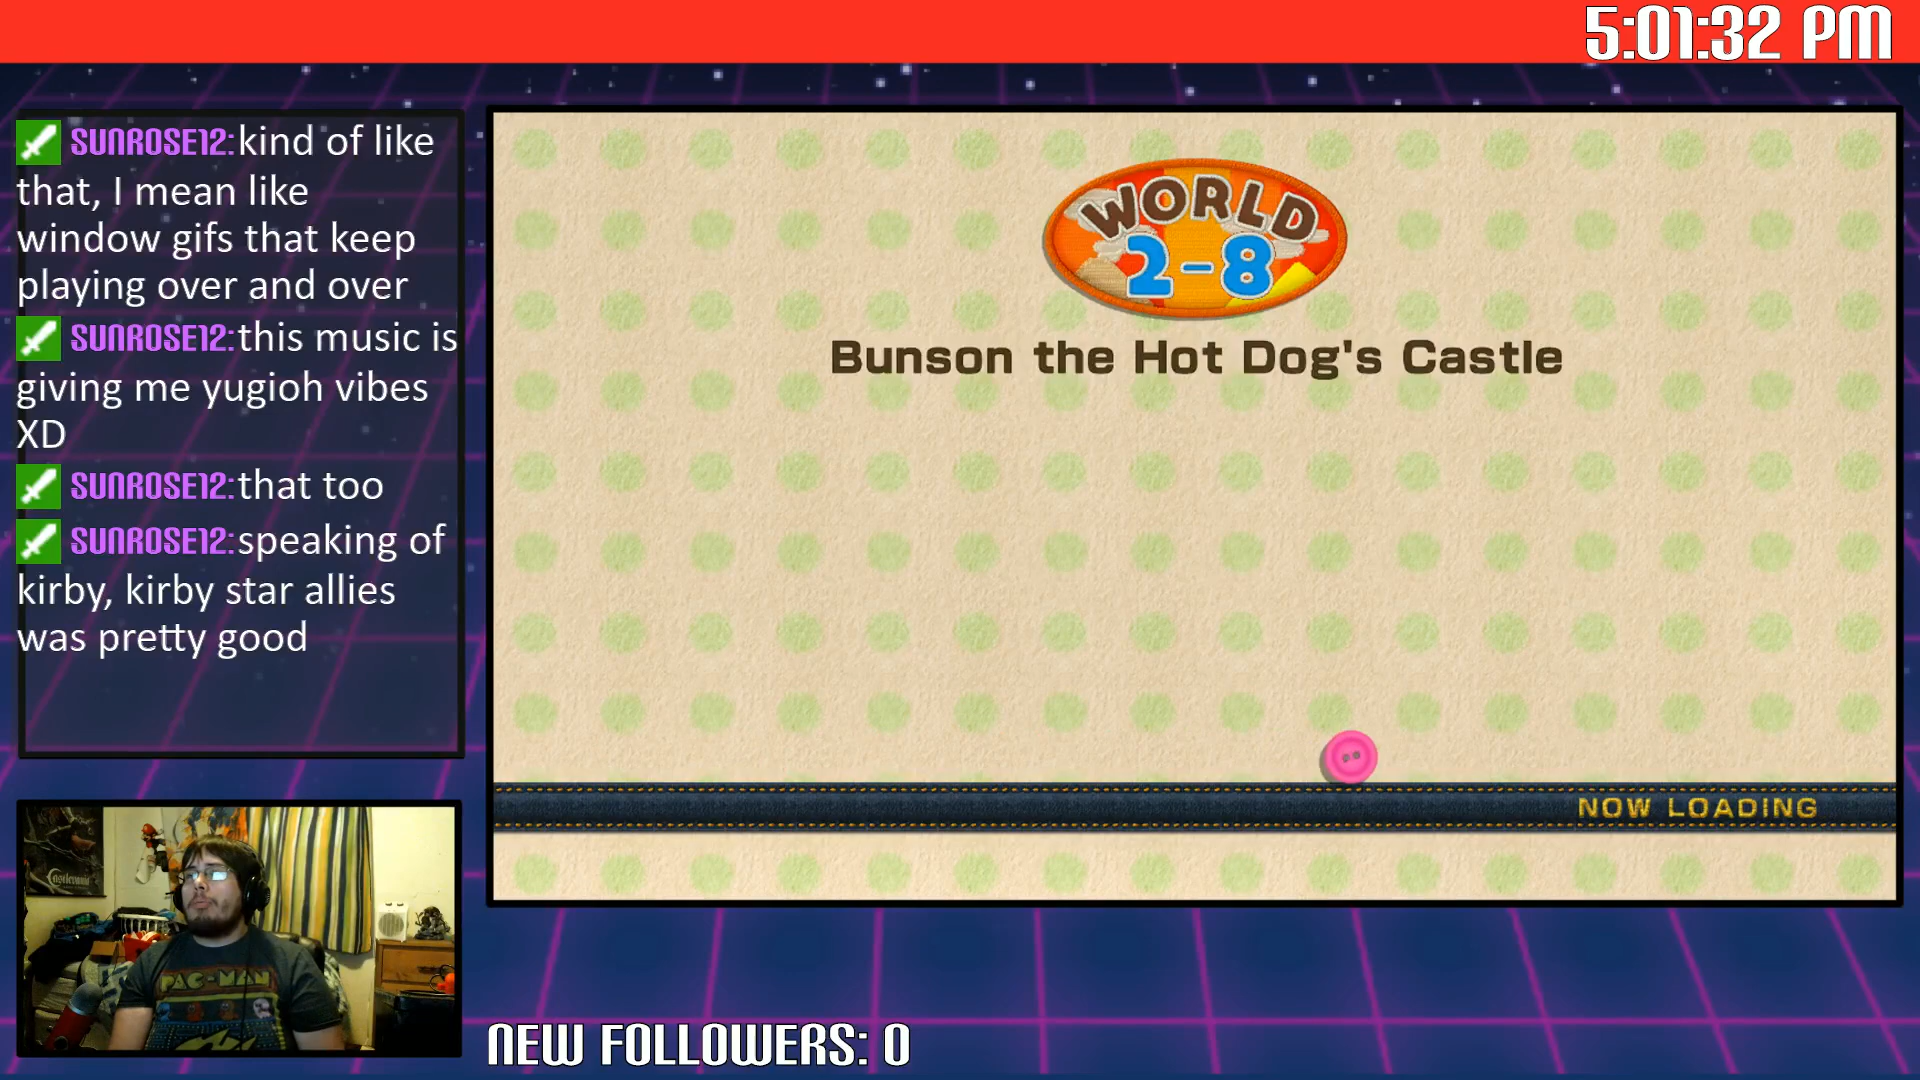 5:01:32 PM
SUNROSE12:kind of like
that, I mean like
window gifs that keep
playing over and over
SUNROSE12:this music is
giving me yugioh vibes
XD
SUNROSE12:that too
SUNROSE12:speaking of
kirby, kirby star allies
was pretty good
WORLD
2-8
Bunson the Hot Dog's Castle
NOW LOADING
Castlevania
PAC-MAN
NEW FOLLOWERS: 0